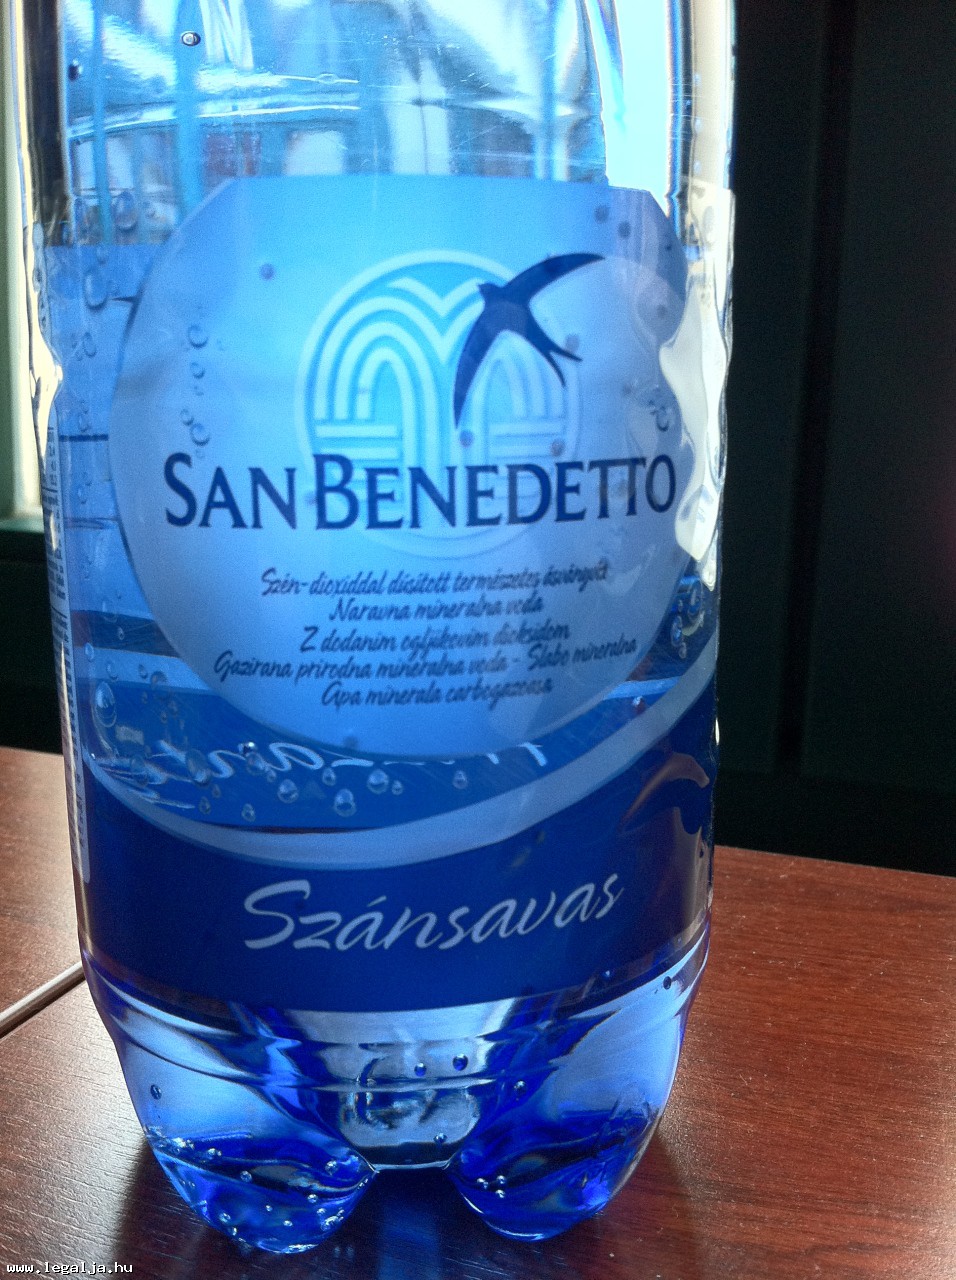 SAN BENEDETTO
Szén-dioxiddal dúsított természetes ásványvíz
Naravna mineralna voda
Z dodanim ogljikovim dioksidom
Gazirana prirodna mineralna voda - Slabo mineralna
Apa minerala carbogazoasa
Szánsavas
www.legalja.hu